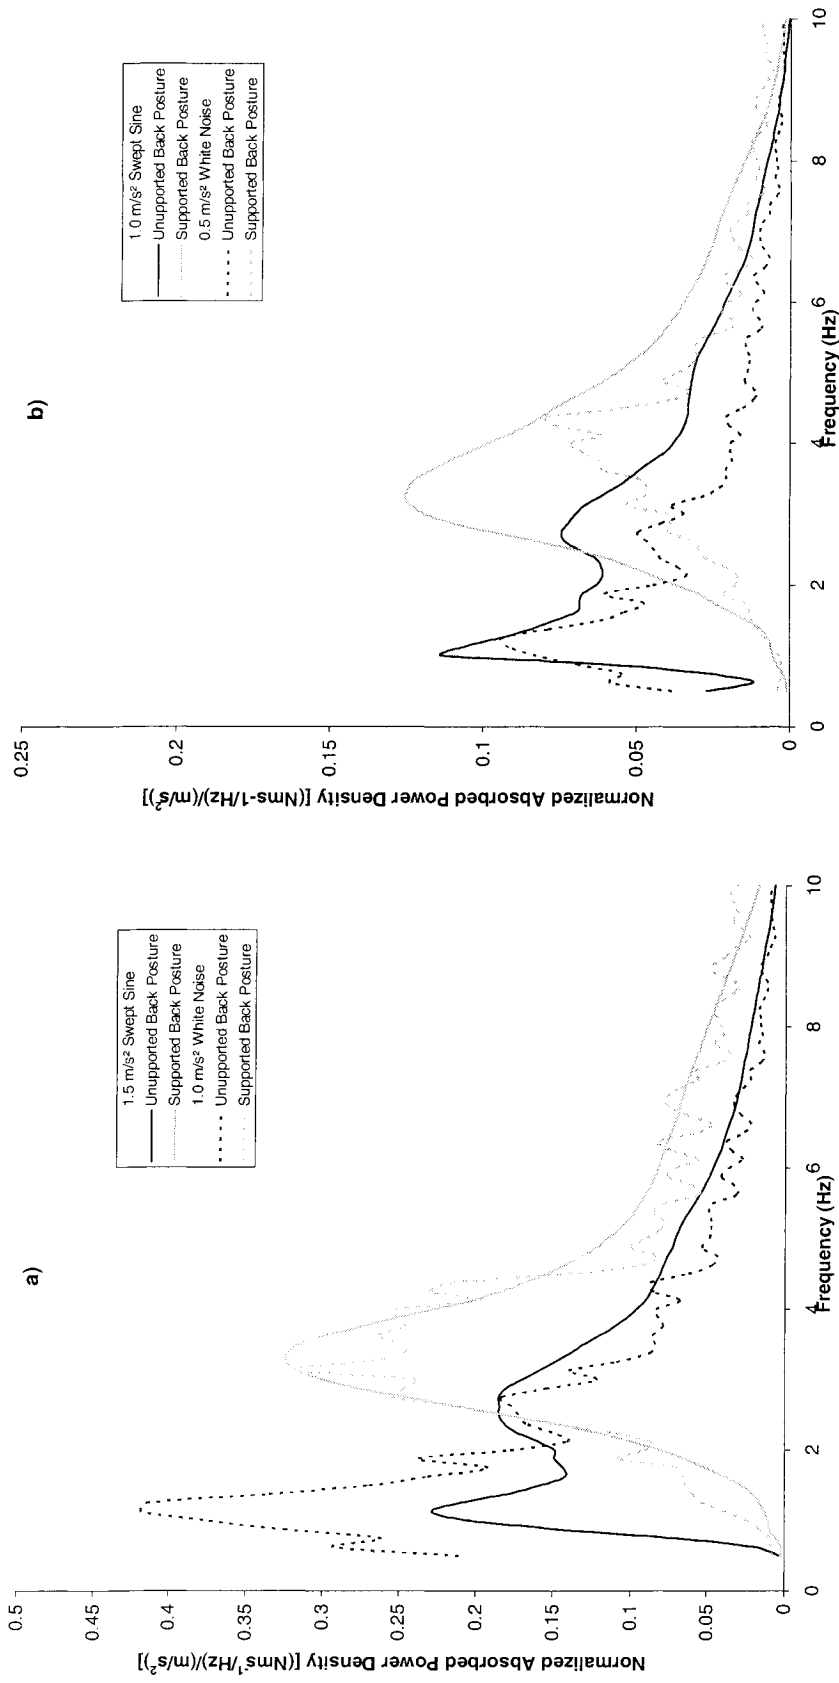 a)
1.5 m/s² Swept Sine
Unupported Back Posture
Supported Back Posture
1.0 m/s² White Noise
Unupported Back Posture
Supported Back Posture
Normalized Absorbed Power Density [(Nms-1/Hz)/(m/s²)]
0.5
0.45
0.4
0.35
0.3
0.25
0.2
0.15
0.1
0.05
0
0
2
4
6
8
10
Frequency (Hz)
b)
1.0 m/s² Swept Sine
Unupported Back Posture
Supported Back Posture
0.5 m/s² White Noise
Unupported Back Posture
Supported Back Posture
Normalized Absorbed Power Density [ (Nms-1/Hz)/(m/s²)]
0.25
0.2
0.15
0.1
0.05
0
0
2
4
6
8
10
Frequency (Hz)